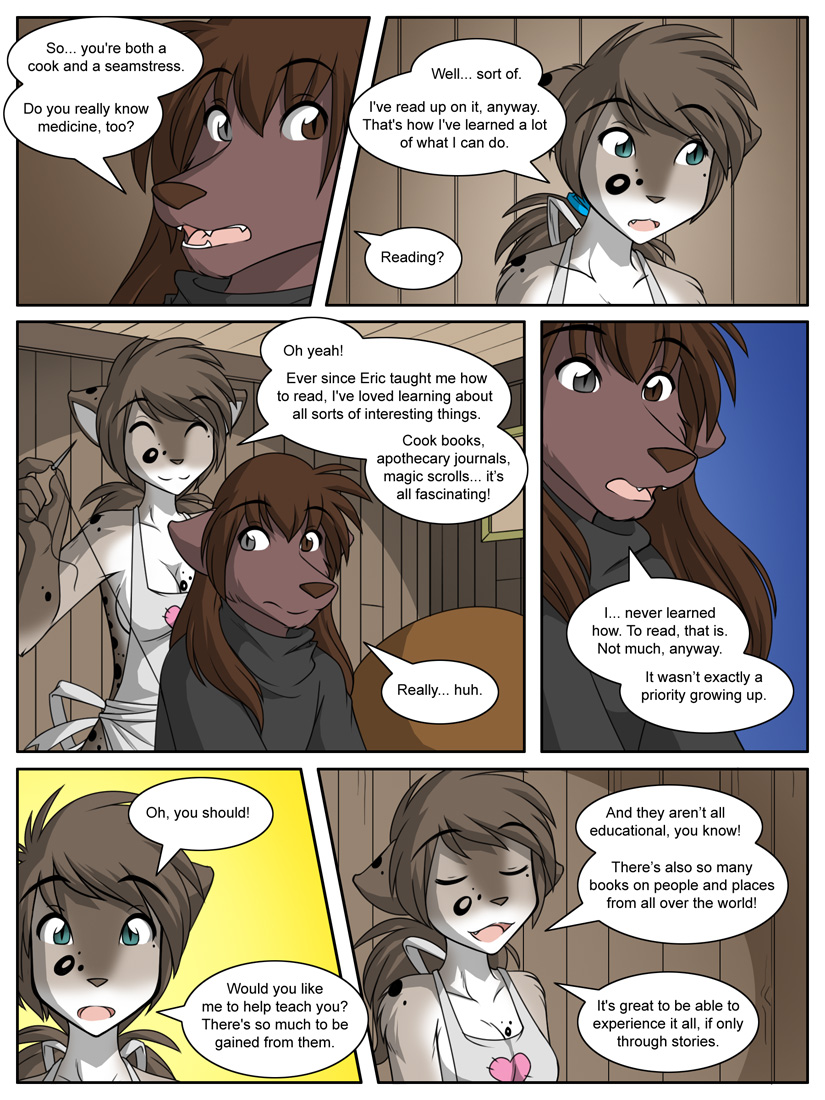 So... you're both a
cook and a seamstress.
Do you really know
medicine, too?
Well... sort of.
I've read up on it, anyway.
That's how I've learned a lot
of what I can do.
Reading?
Oh yeah!
Ever since Eric taught me how
to read, I've loved learning about
all sorts of interesting things.
Cook books,
apothecary journals,
magic scrolls... it's
all fascinating!
Really... huh.
I... never learned
how. To read, that is.
Not much, anyway.
It wasn't exactly a
priority growing up.
Oh, you should!
Would you like
me to help teach you?
There's so much to be
gained from them.
And they aren't all
educational, you know!
There's also so many
books on people and places
from all over the world!
It's great to be able to
experience it all, if only
through stories.